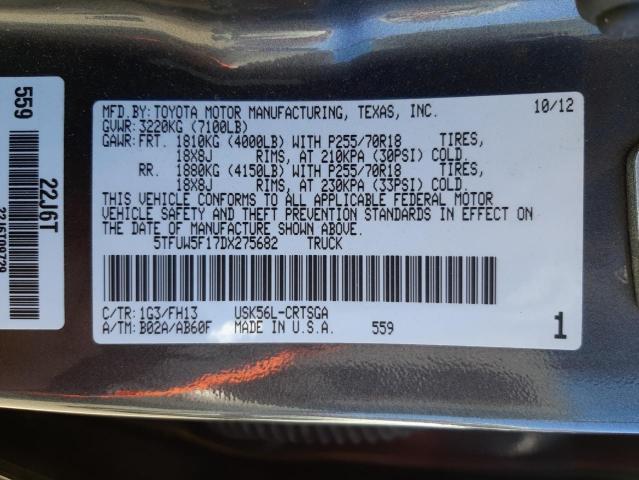 MFD.BY:TOYOTA MOTOR MANUFACTURING, TEXAS, INC. 10/12
GVWR:3220KG (7100LB)
GAWR:FRT. 1810KG (4000LB) WITH P255/70R18 TIRES,
18X8J RIMS, AT 210KPA (30PSI) COLD.
RR. 1880KG (4150LB) WITH P255/70R18 TIRES,
18X8J RIMS, AT 230KPA (33PSI) COLD.
THIS VEHICLE CONFORMS TO ALL APPLICABLE FEDERAL MOTOR
VEHICLE SAFETY AND THEFT PREVENTION STANDARDS IN EFFECT ON
THE DATE OF MANUFACTURE SHOWN ABOVE.
5TFUW5F17DX275682 TRUCK
C/TR:1G3/FH13 USK56L-CRTSGA
A/TM:B02A/AB60F MADE IN U.S.A. 559 1
559
22J6T